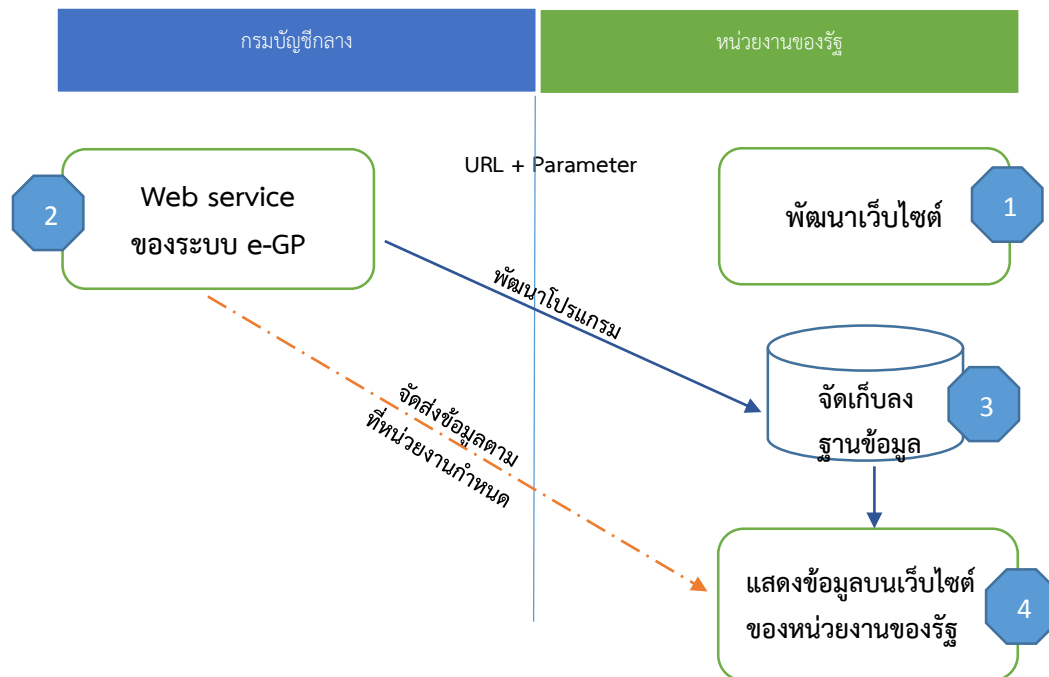 กรมบัญชีกลาง
หน่วยงานของรัฐ
URL + Parameter
2
Web service
ของระบบ e-GP
พัฒนาเว็บไซต์
1
พัฒนาโปรแกรม
จัดส่งข้อมูลตาม
ที่หน่วยงานกำหนด
จัดเก็บลง
ฐานข้อมูล
3
แสดงข้อมูลบนเว็บไซต์
ของหน่วยงานของรัฐ
4